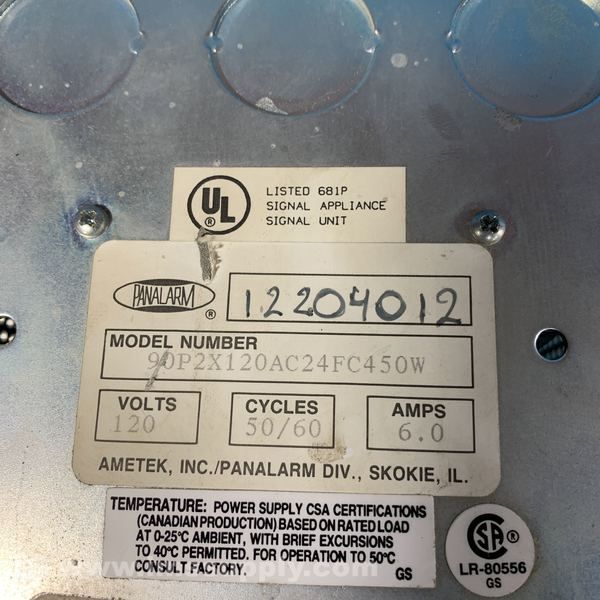 UL
®
LISTED 681P
SIGNAL APPLIANCE
SIGNAL UNIT
PANALARM
®
12204012
MODEL NUMBER
90P2X120AC24FC450W
VOLTS
120
CYCLES
50/60
AMPS
6.0
AMETEK, INC./PANALARM DIV., SKOKIE, IL.
TEMPERATURE: POWER SUPPLY CSA CERTIFICATIONS
(CANADIAN PRODUCTION) BASED ON RATED LOAD
AT 0-25°C AMBIENT, WITH BRIEF EXCURSIONS
TO 40°C PERMITTED. FOR OPERATION TO 50°C
CONSULT FACTORY.
GS
SA
®
LR-80556
GS